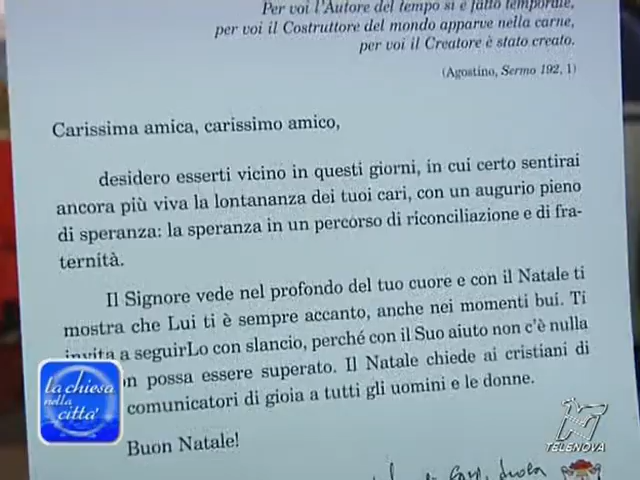 Per voi l'Autore del tempo si è fatto temporale,
per voi il Costruttore del mondo apparve nella carne,
per voi il Creatore è stato creato.
(Agostino, Sermo 192, 1)
Carissima amica, carissimo amico,
desidero esserti vicino in questi giorni, in cui certo sentirai
ancora più viva la lontananza dei tuoi cari, con un augurio pieno
di speranza: la speranza in un percorso di riconciliazione e di fra-
ternità.
Il Signore vede nel profondo del tuo cuore e con il Natale ti
mostra che Lui ti è sempre accanto, anche nei momenti bui. Ti
invita a seguirLo con slancio, perché con il Suo aiuto non c'è nulla
possa essere superato. Il Natale chiede ai cristiani di
comunicatori di gioia a tutti gli uomini e le donne.
Buon Natale!
la chiesa
nella
città
TELENOVA